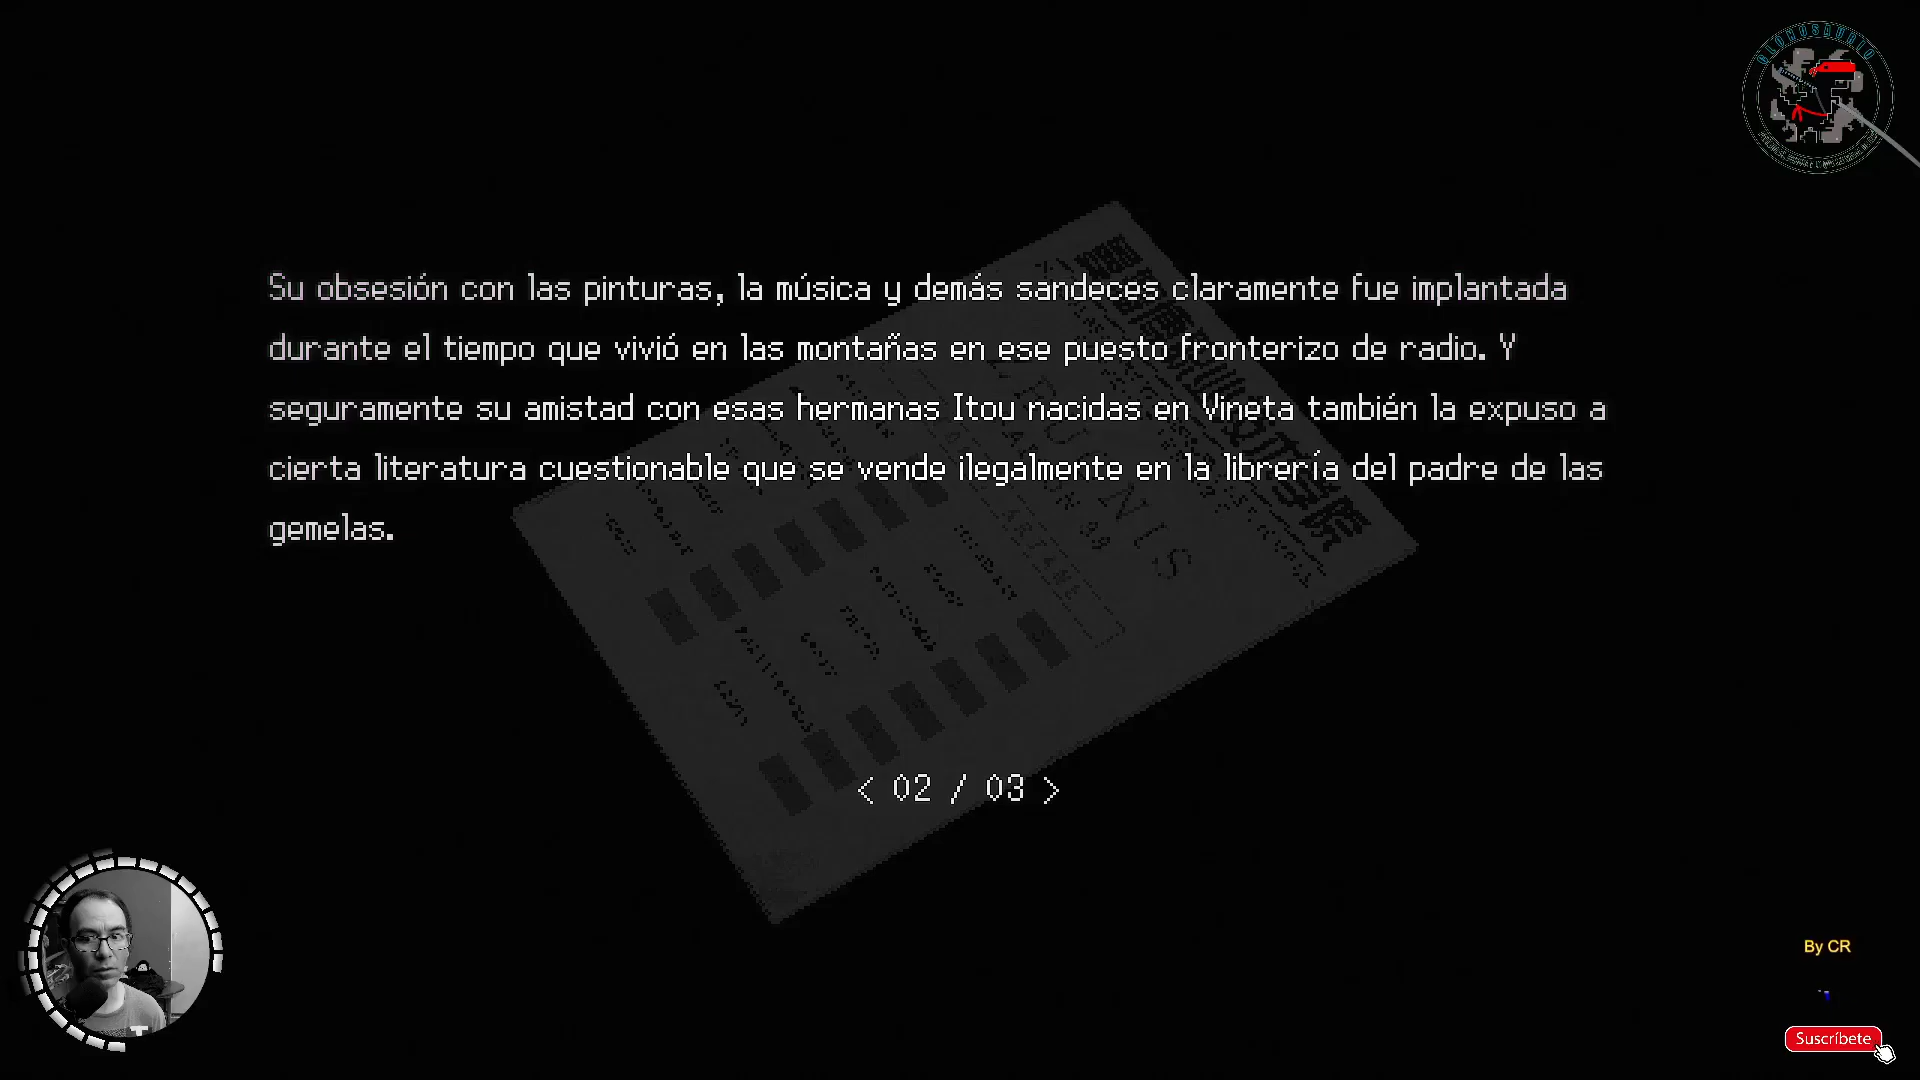 Su obsesión con las pinturas, la música y demás sandeces claramente fue implantada
durante el tiempo que vivió en las montañas en ese puesto fronterizo de radio. Y
seguramente su amistad con esas hermanas Itou nacidas en Vineta también la expuso a
cierta literatura cuestionable que se vende ilegalmente en la librería del padre de las
gemelas.
< 02 / 03 >
By CR
Suscríbete